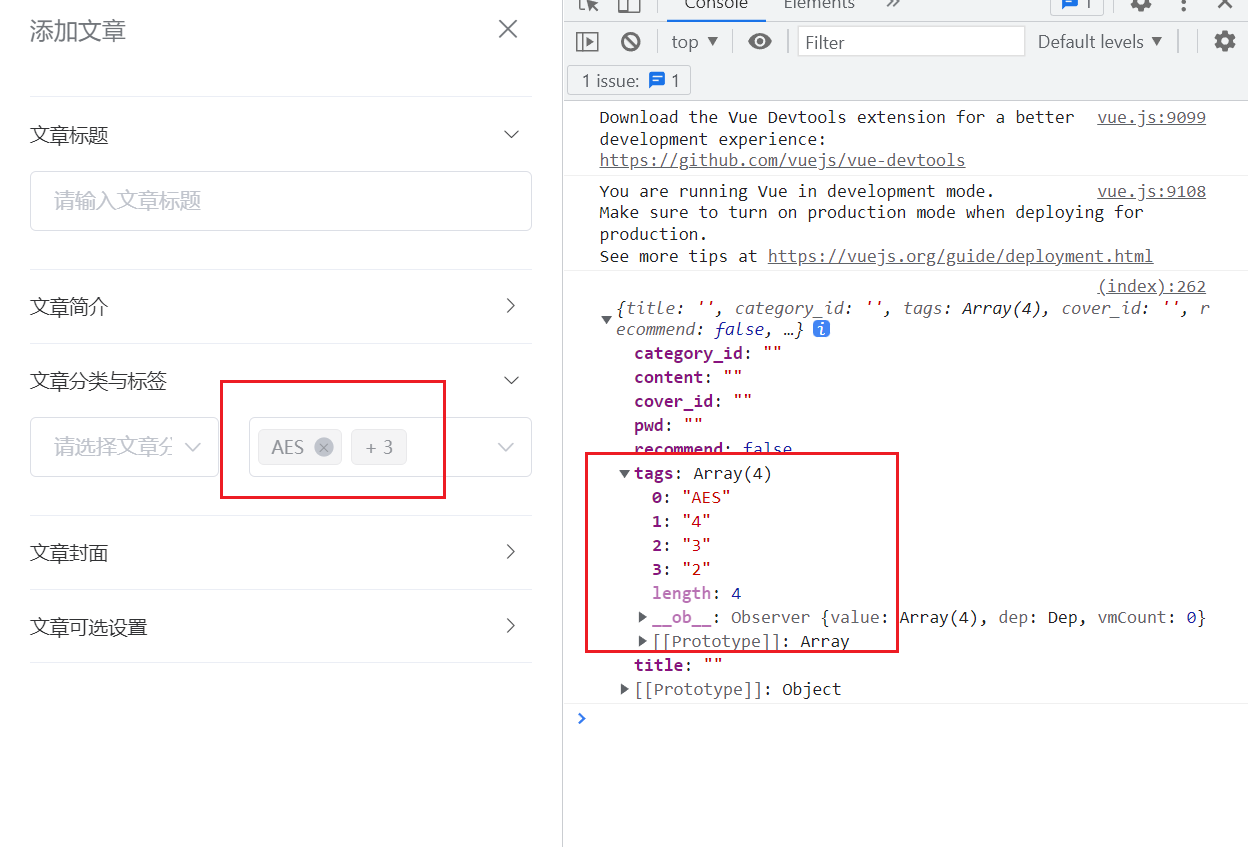 添加文章
文章标题
请输入文章标题
文章简介
文章分类与标签
请选择文章分
AES
+ 3
文章封面
文章可选设置
Console
Elements
1
top
Filter
Default levels
1 issue: 1
Download the Vue Devtools extension for a better vue.js:9099
development experience:
https://github.com/vuejs/vue-devtools
You are running Vue in development mode. vue.js:9108
Make sure to turn on production mode when deploying for
production.
See more tips at https://vuejs.org/guide/deployment.html
(index):262
{title: '', category_id: '', tags: Array(4), cover_id: '', r
ecommend: false, …} i
category_id: ""
content: ""
cover_id: ""
pwd: ""
recommend: false
tags: Array(4)
0: "AES"
1: "4"
2: "3"
3: "2"
length: 4
__ob__: Observer {value: Array(4), dep: Dep, vmCount: 0}
[[Prototype]]: Array
title: ""
[[Prototype]]: Object